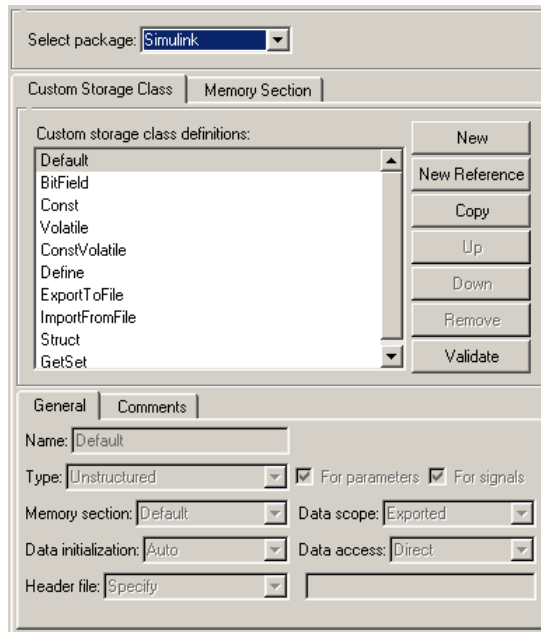 Select package: Simulink
Custom Storage Class
Memory Section
Custom storage class definitions:
Default
BitField
Const
Volatile
ConstVolatile
Define
ExportToFile
ImportFromFile
Struct
GetSet
New
New Reference
Copy
Up
Down
Remove
Validate
General
Comments
Name: Default
Type: Unstructured For parameters For signals
Memory section: Default Data scope: Exported
Data initialization: Auto Data access: Direct
Header file: Specify